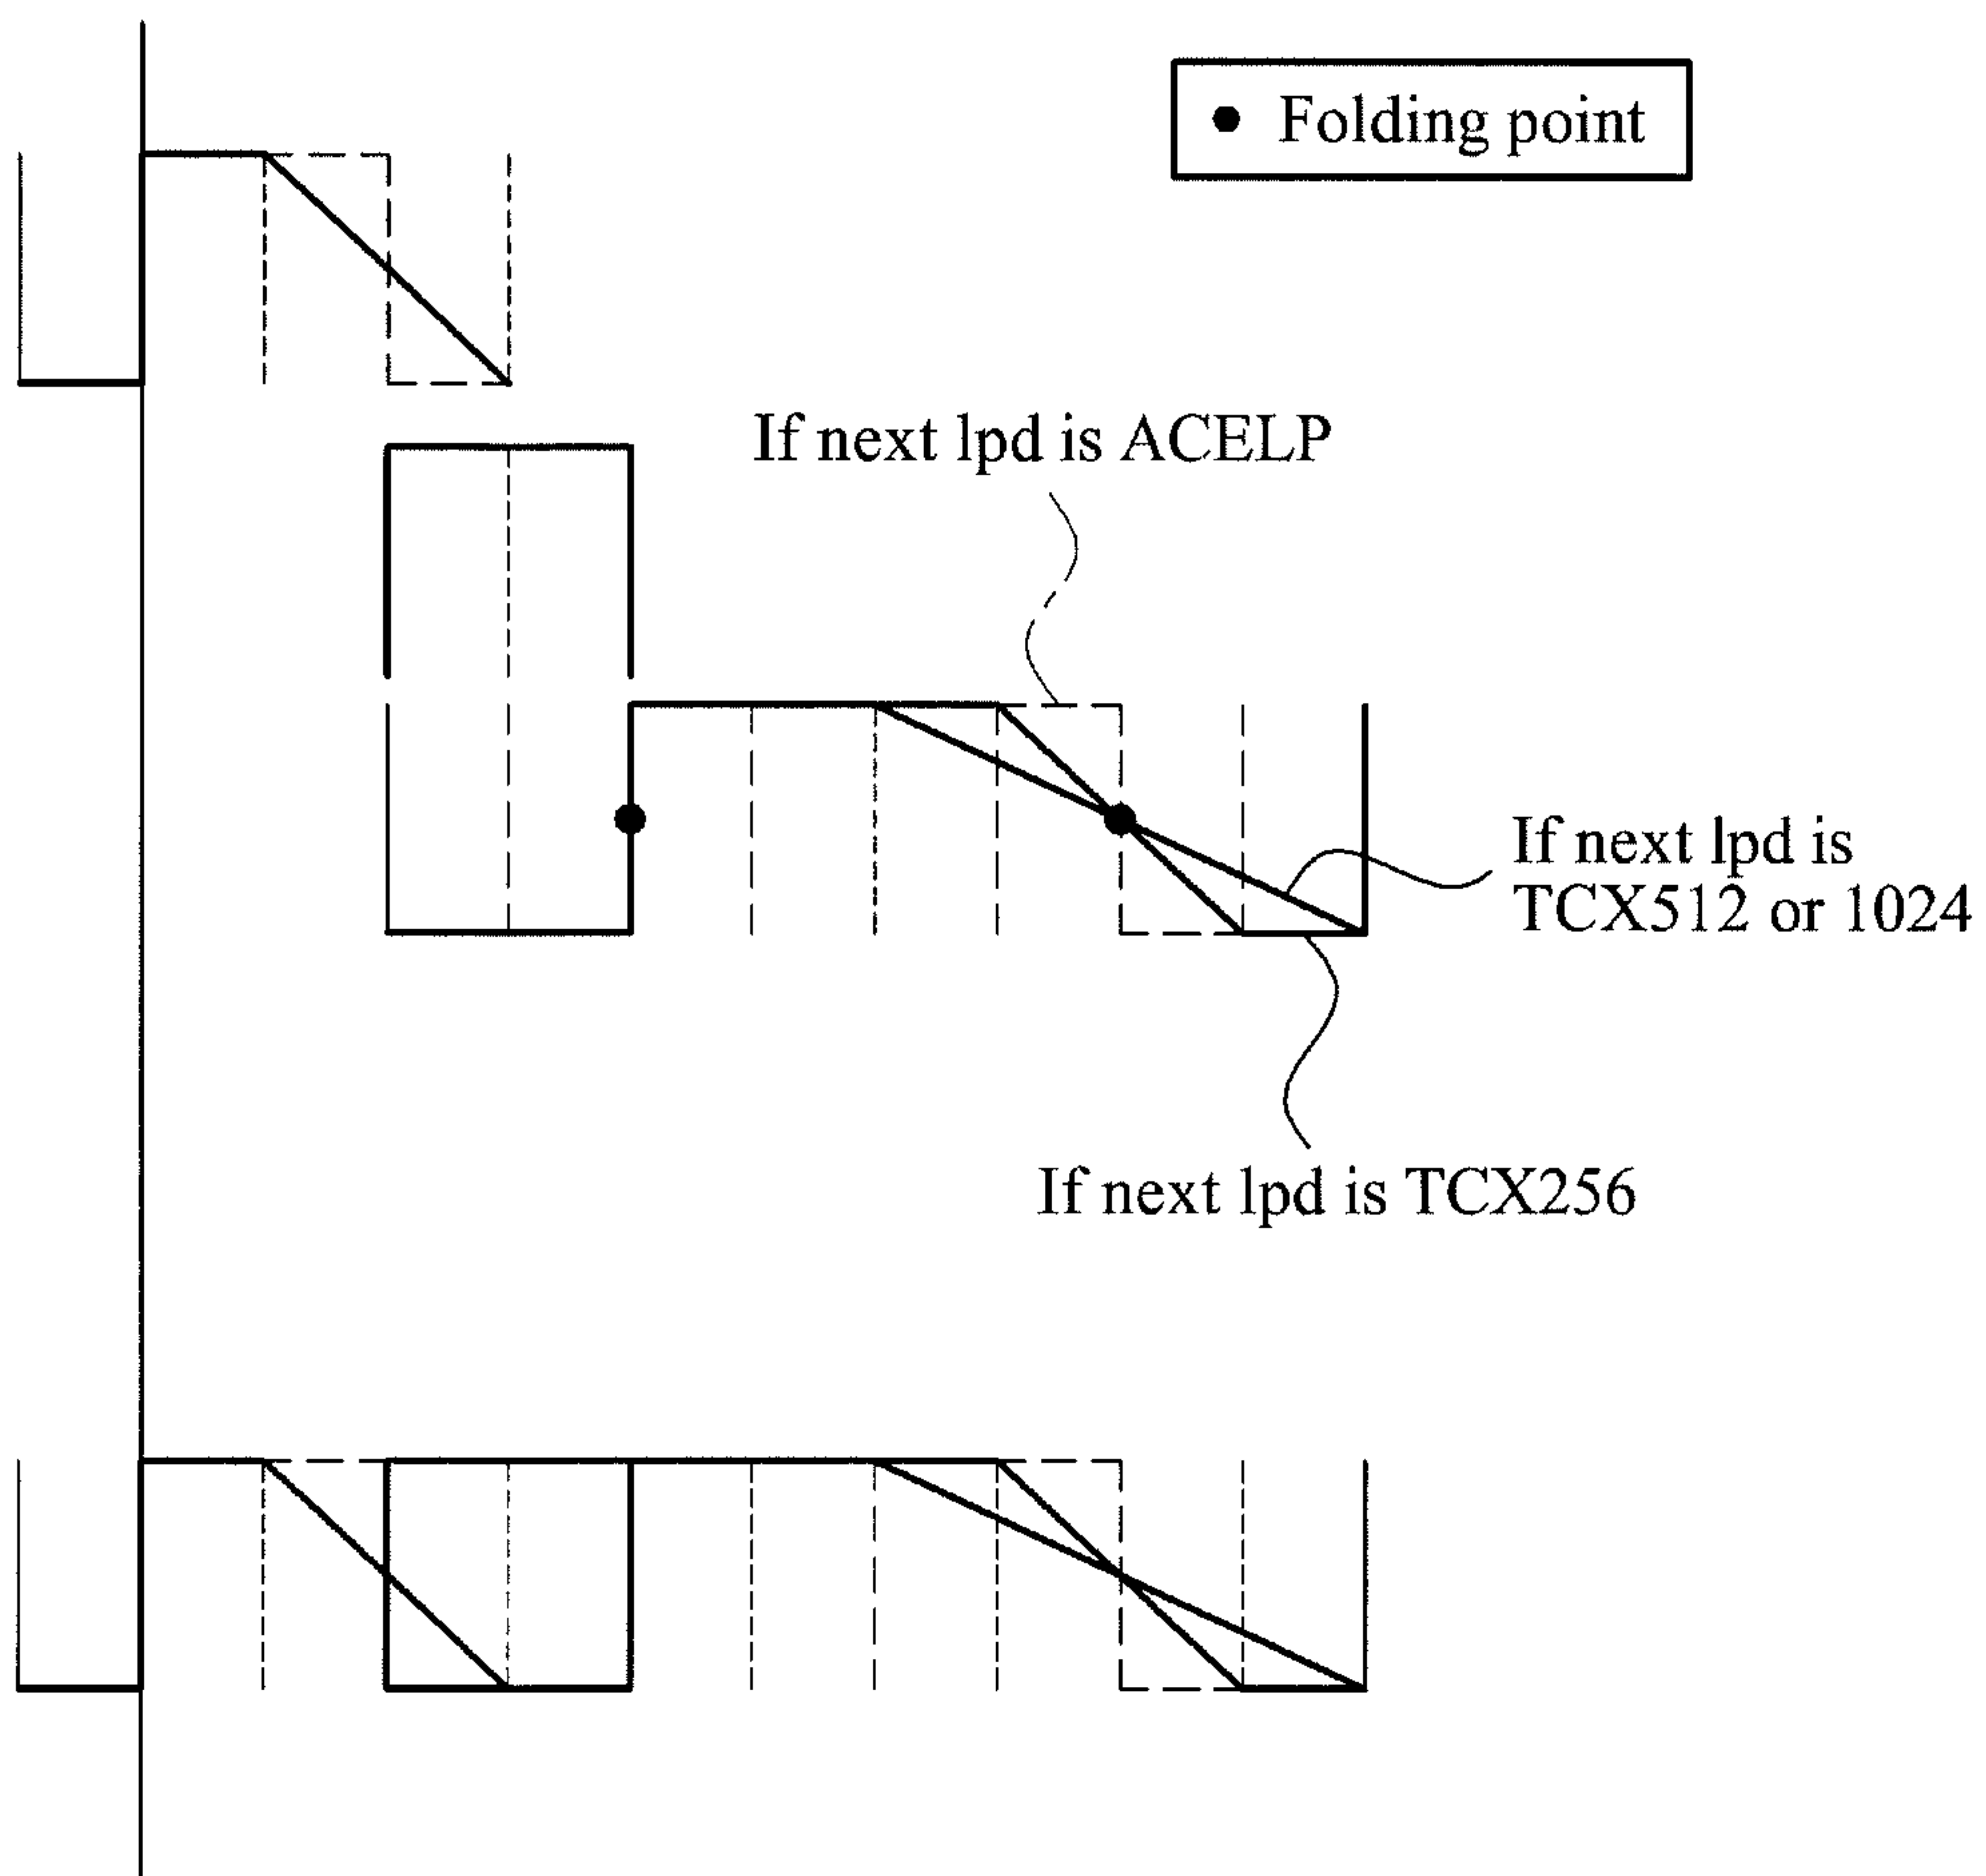 Folding point
If next lpd is ACELP
If next lpd is
TCX512 or 1024
If next lpd is TCX256